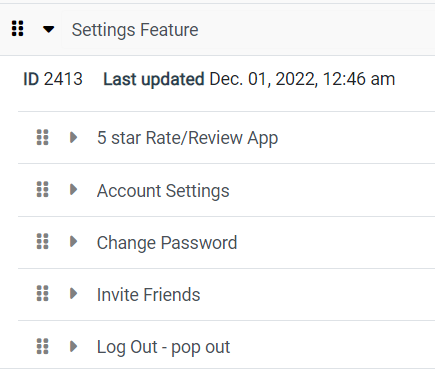 Settings Feature
ID 2413 Last updated Dec. 01, 2022, 12:46 am
5 star Rate/Review App
Account Settings
Change Password
Invite Friends
Log Out - pop out